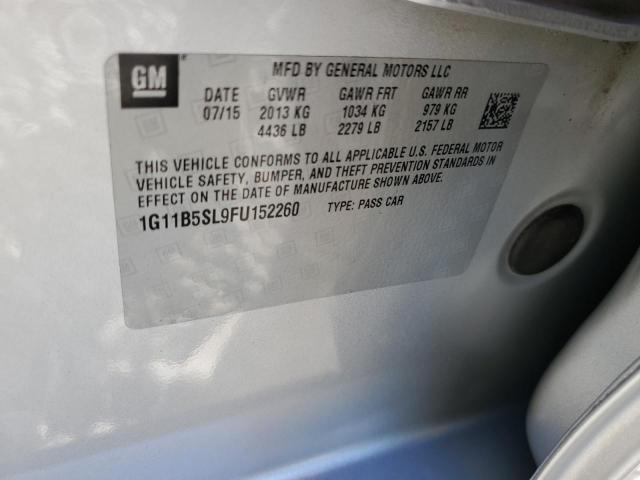 GM
MFD BY GENERAL MOTORS LLC
DATE GVWR GAWR FRT GAWR RR
07/15 2013 KG 1034 KG 979 KG
4436 LB 2279 LB 2157 LB
THIS VEHICLE CONFORMS TO ALL APPLICABLE U.S. FEDERAL MOTOR
VEHICLE SAFETY, BUMPER, AND THEFT PREVENTION STANDARDS IN
EFFECT ON THE DATE OF MANUFACTURE SHOWN ABOVE.
1G11B5SL9FU152260 TYPE: PASS CAR